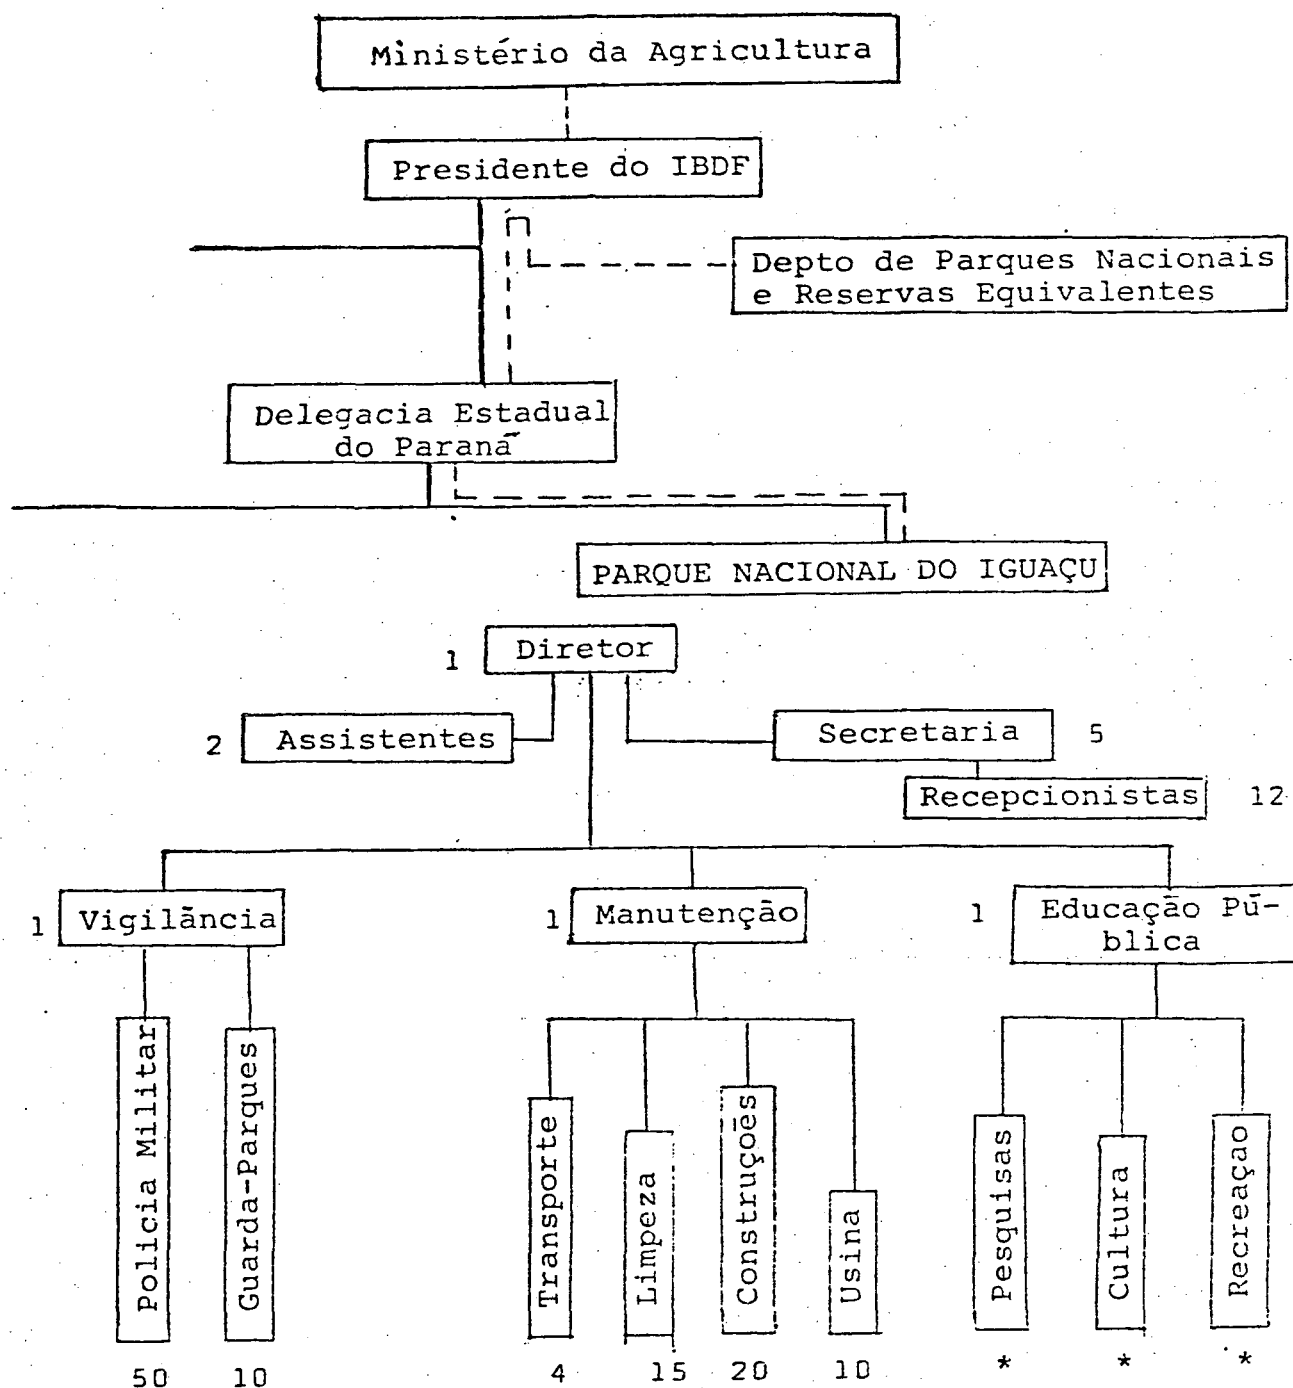 Ministério da Agricultura
Presidente do IBDF
Depto de Parques Nacionais
e Reservas Equivalentes
Delegacia Estadual
do Paraná
PARQUE NACIONAL DO IGUAÇU
1 Diretor
2 Assistentes
Secretaria 5
Recepcionistas 12
1 Vigilância
1 Manutenção
1 Educação Pú-
blica
Policia Militar
Guarda-Parques
Transporte
Limpeza
Construções
Usina
Pesquisas
Cultura
Recreaçao
50 10 4 15 20 10 * * *